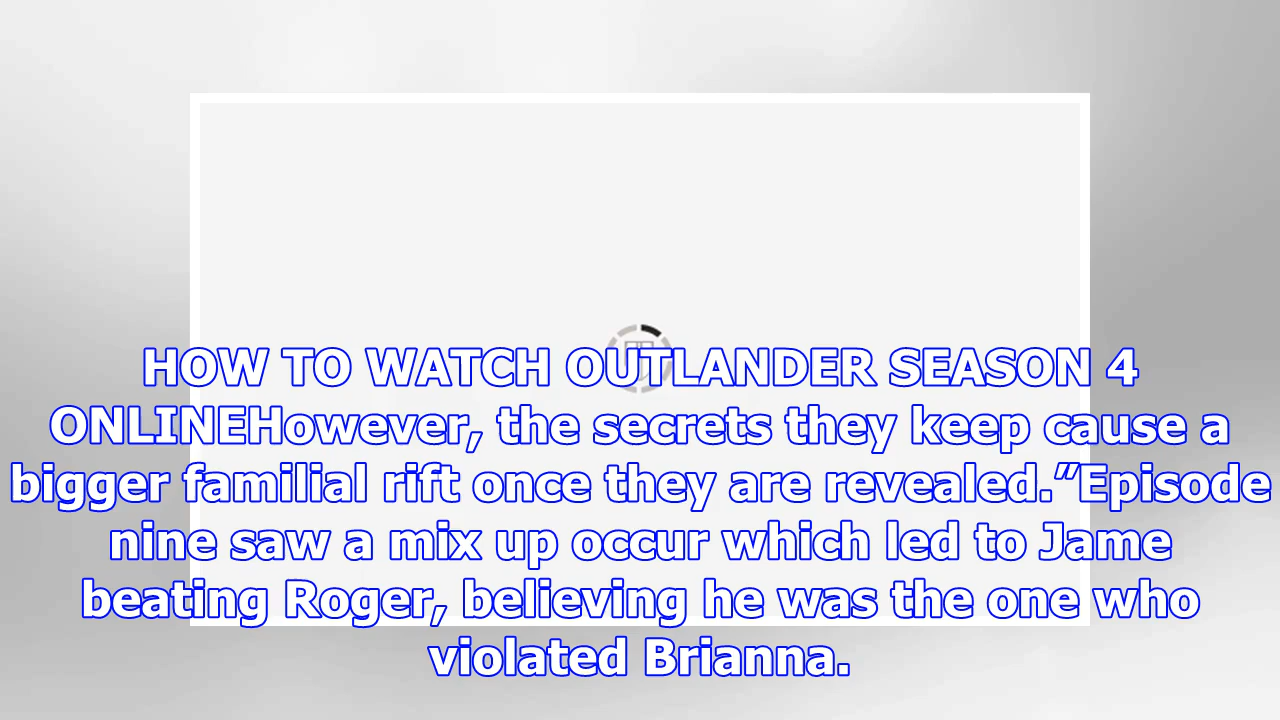 HOW TO WATCH OUTLANDER SEASON 4
ONLINEHowever, the secrets they keep cause a
bigger familial rift once they are revealed.”Episode
nine saw a mix up occur which led to Jame
beating Roger, believing he was the one who
violated Brianna.